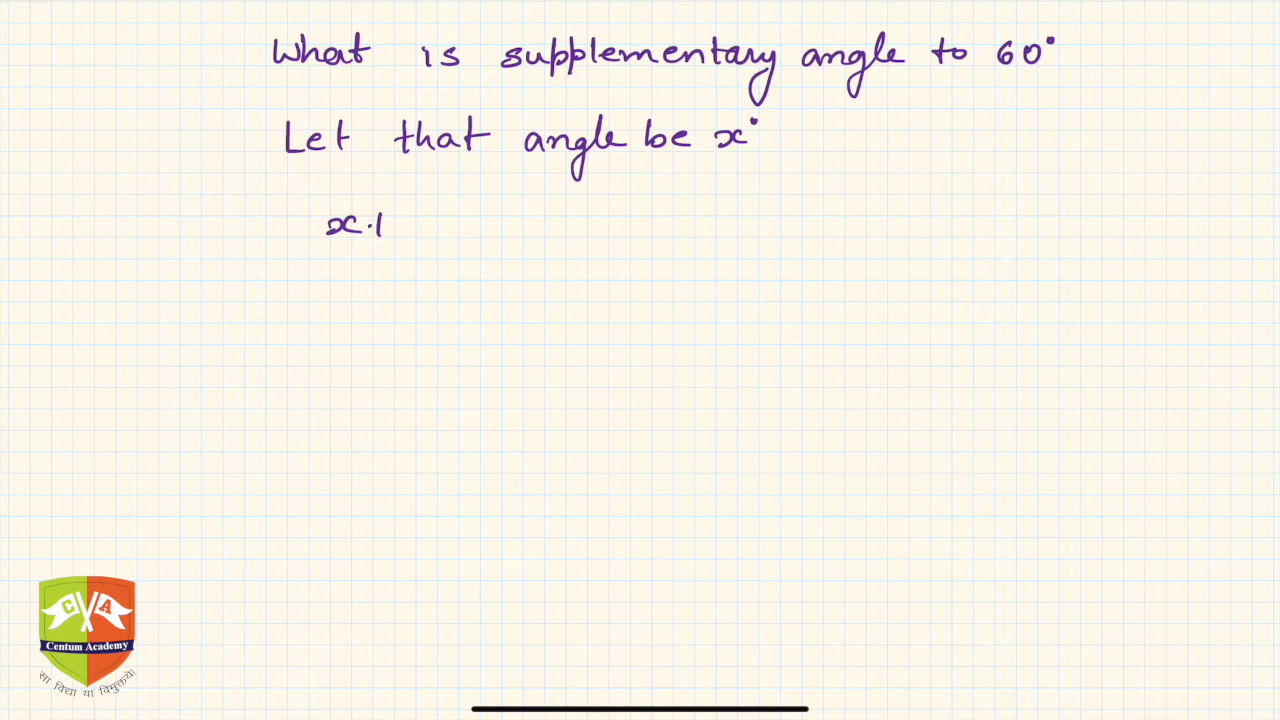 What is supplementary angle to 60°
Let that angle be x°
x.1
C A
Centum Academy
सा विद्या या विमुक्तये।